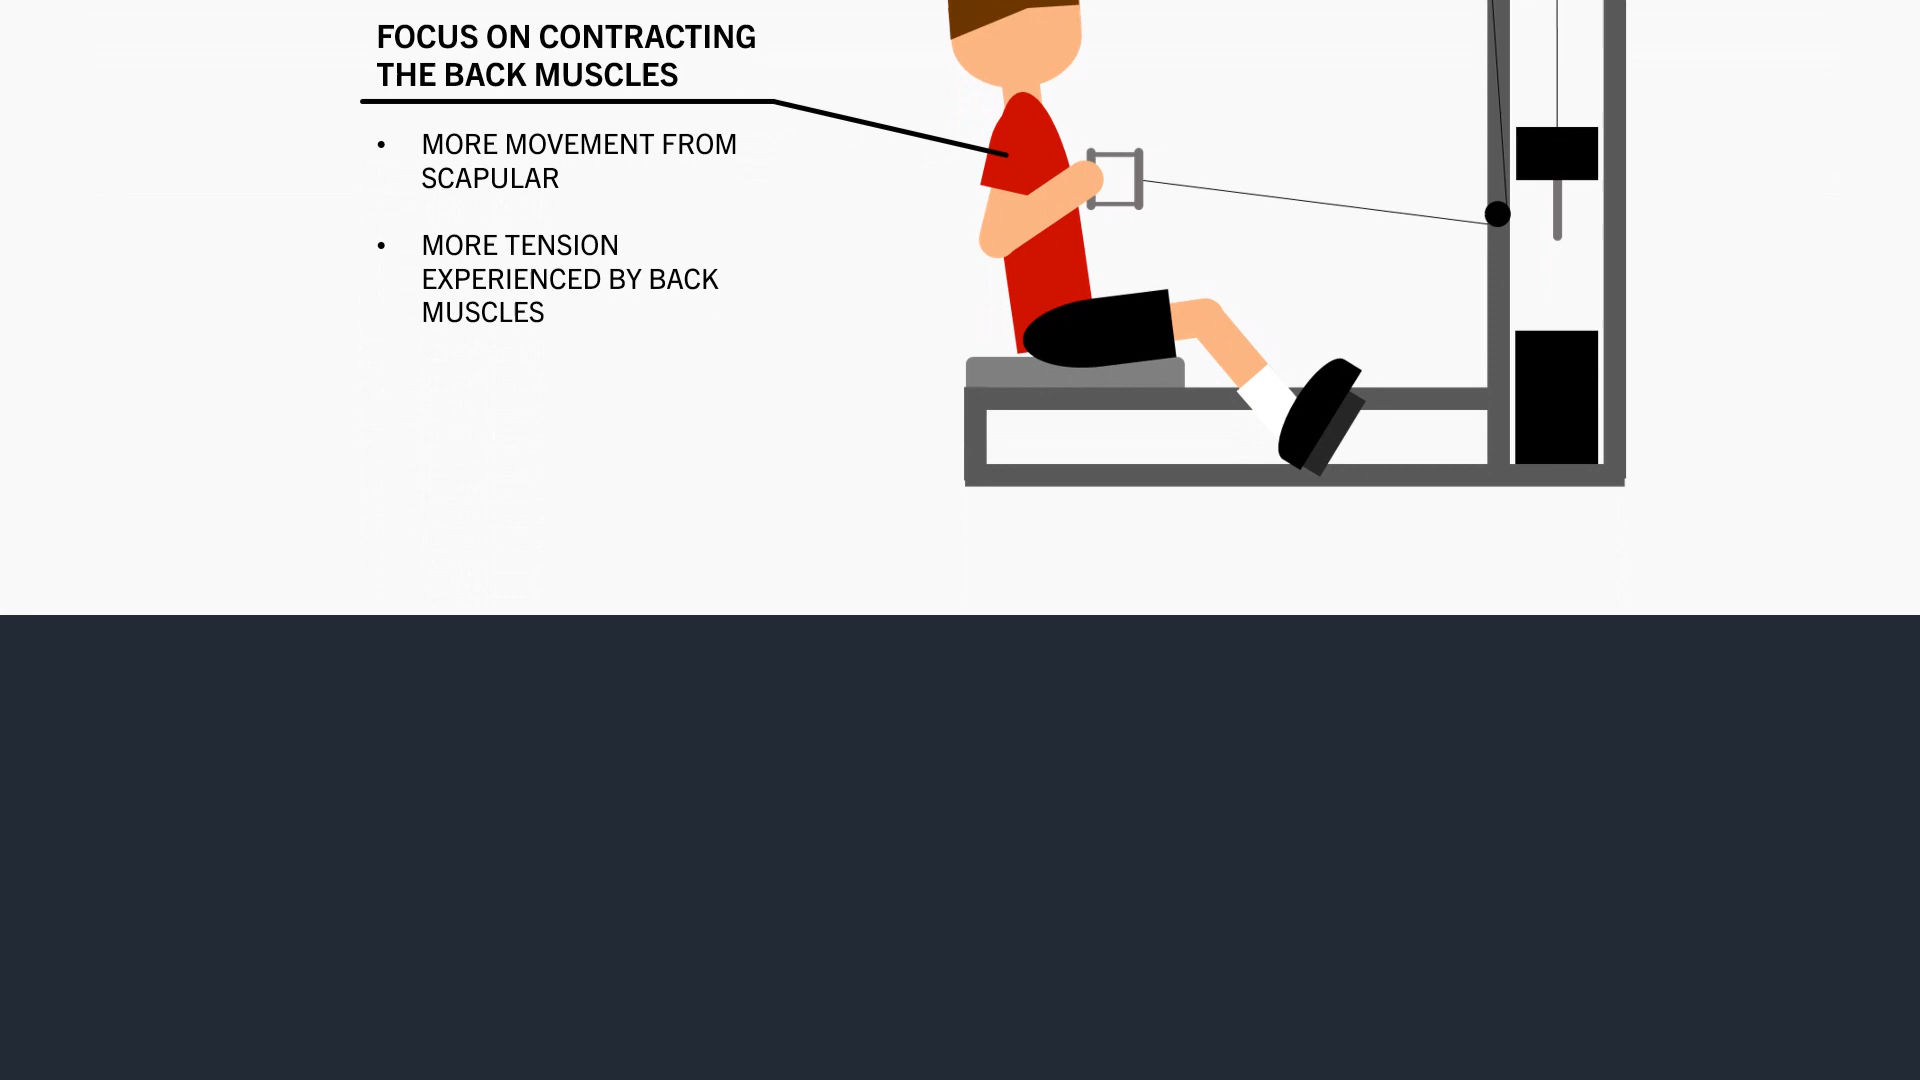 FOCUS ON CONTRACTING
THE BACK MUSCLES
• MORE MOVEMENT FROM
SCAPULAR
• MORE TENSION
EXPERIENCED BY BACK
MUSCLES